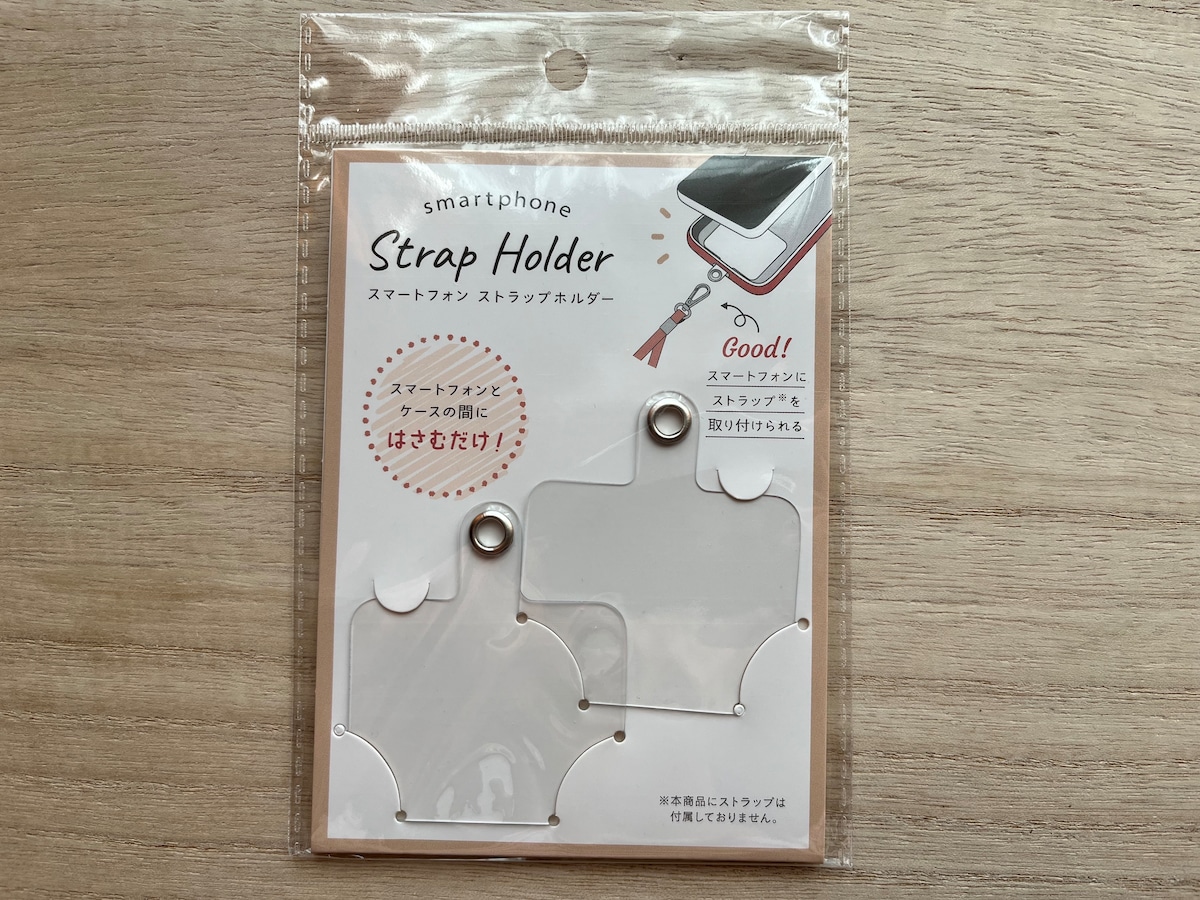 smartphone
Strap Holder
スマートフォン ストラップホルダー
スマートフォンと
ケースの間に
はさむだけ!
Good!
スマートフォンに
ストラップ※を
取り付けられる
※本商品にストラップは
付属しておりません。